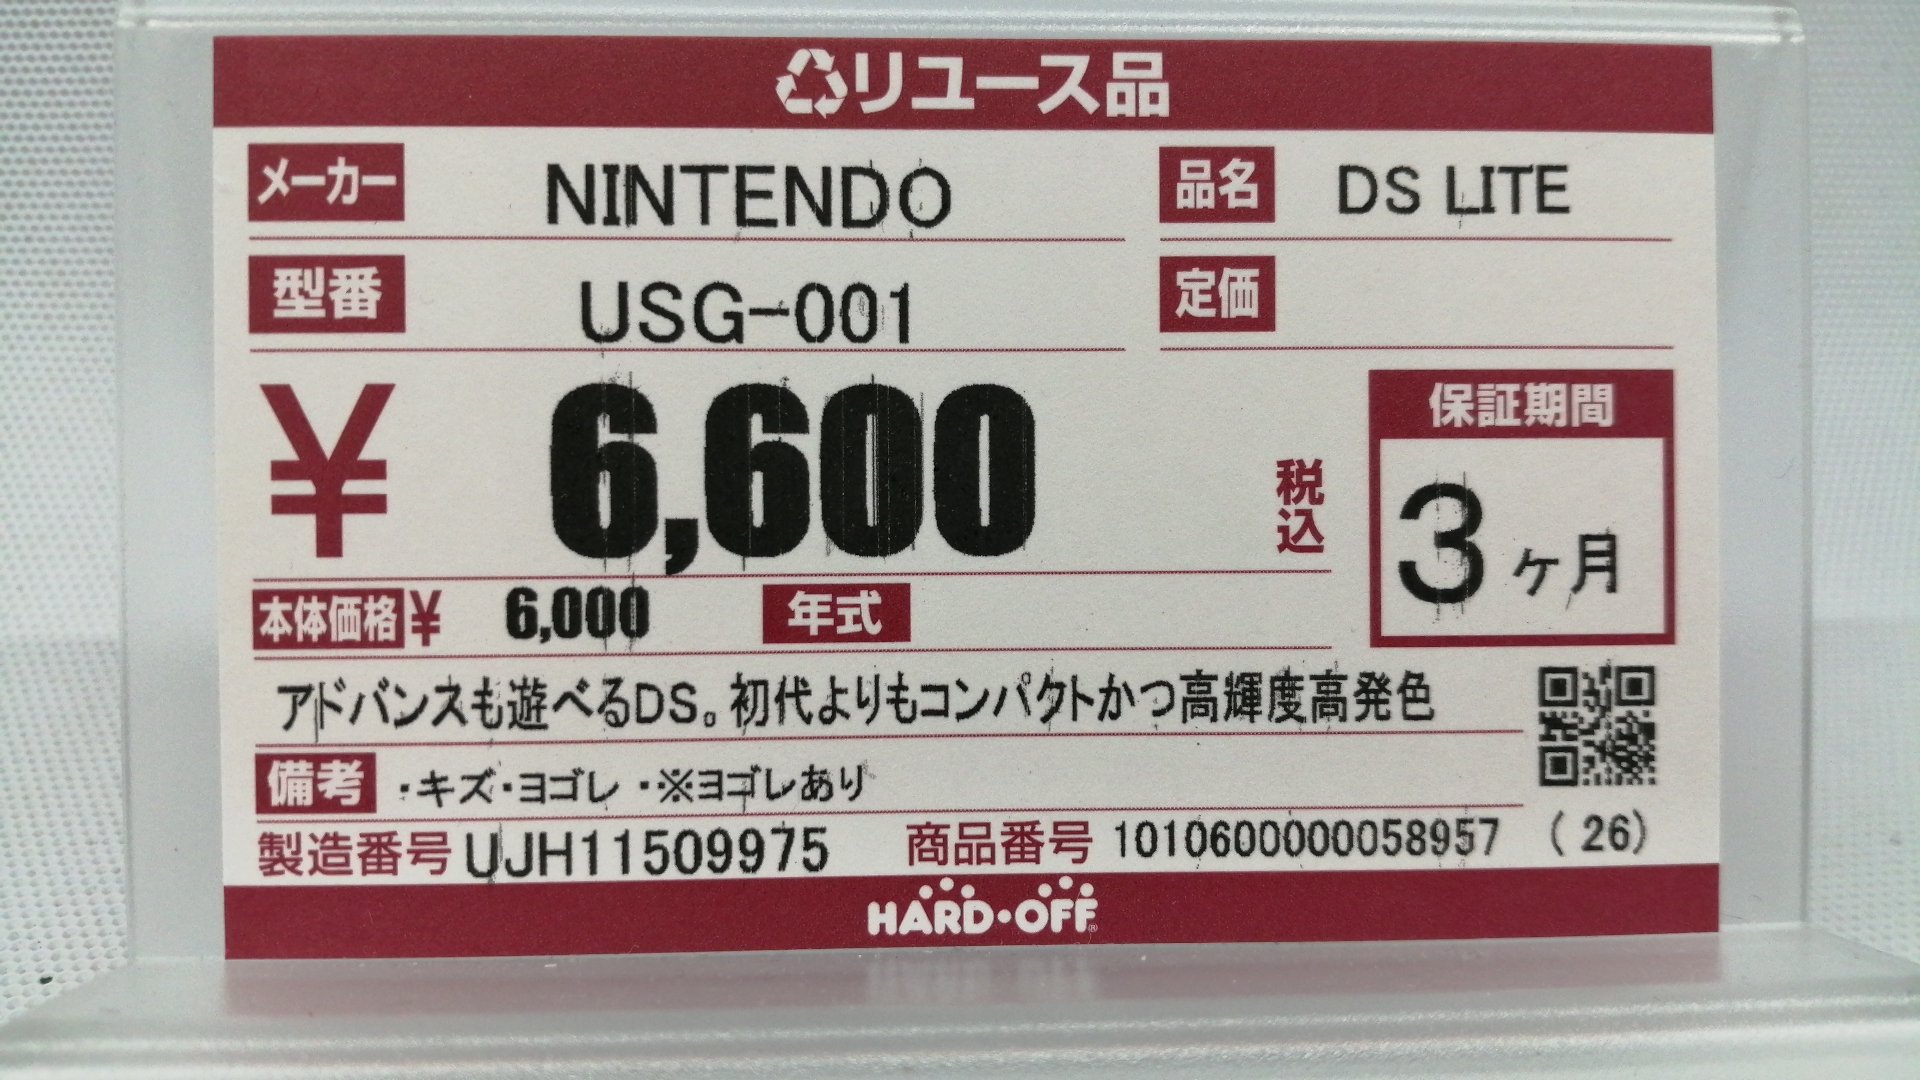 リユース品
メーカー NINTENDO 品名 DS LITE
型番 USG-001 定価
¥ 6,600 税込
保証期間
3ヶ月
本体価格 ¥ 6,000 年式
アドバンスも遊べるDS。初代よりもコンパクトかつ高輝度高発色
備考 ・キズ・ヨゴレ ・※ヨゴレあり
製造番号 UJH11509975 商品番号 1010600000058957 (26)
HARD・OFF®